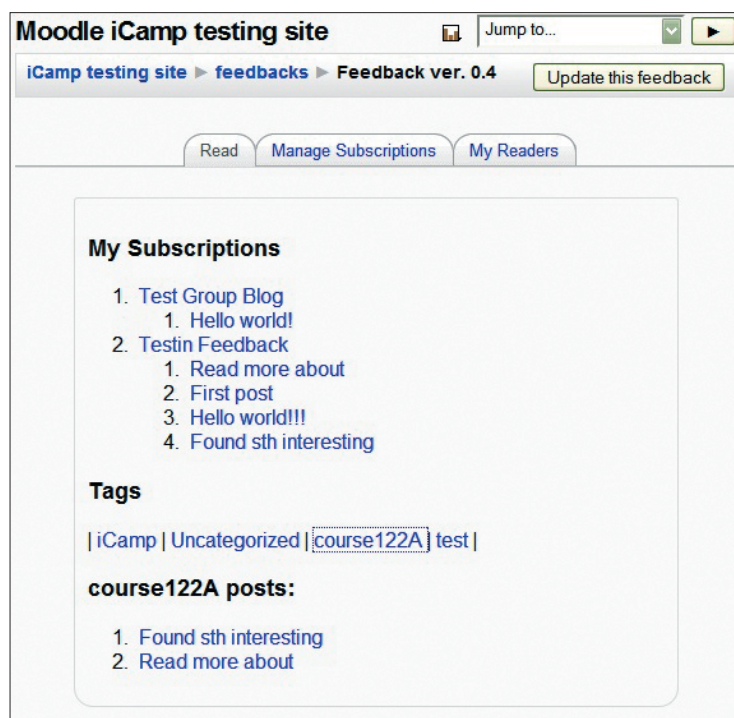 Moodle iCamp testing site
Jump to...
iCamp testing site ► feedbacks ► Feedback ver. 0.4
Update this feedback
Read Manage Subscriptions My Readers
My Subscriptions
1. Test Group Blog
1. Hello world!
2. Testin Feedback
1. Read more about
2. First post
3. Hello world!!!
4. Found sth interesting
Tags
| iCamp | Uncategorized | course122A | test |
course122A posts:
1. Found sth interesting
2. Read more about